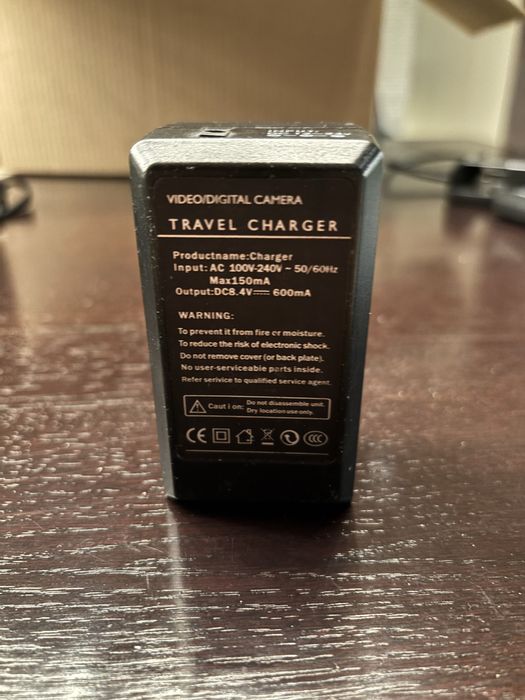 VIDEO/DIGITAL CAMERA
TRAVEL CHARGER
Productname:Charger
Input: AC 100V-240V ~ 50/60Hz
Max150mA
Output:DC8.4V⎓ 600mA
WARNING:
To prevent it from fire or moisture.
To reduce the risk of electronic shock.
Do not remove cover (or back plate).
No user-serviceable parts inside.
Refer serivice to qualified service agent.
Caution: Do not disassemble unit.
Dry location use only.
CE
CCC